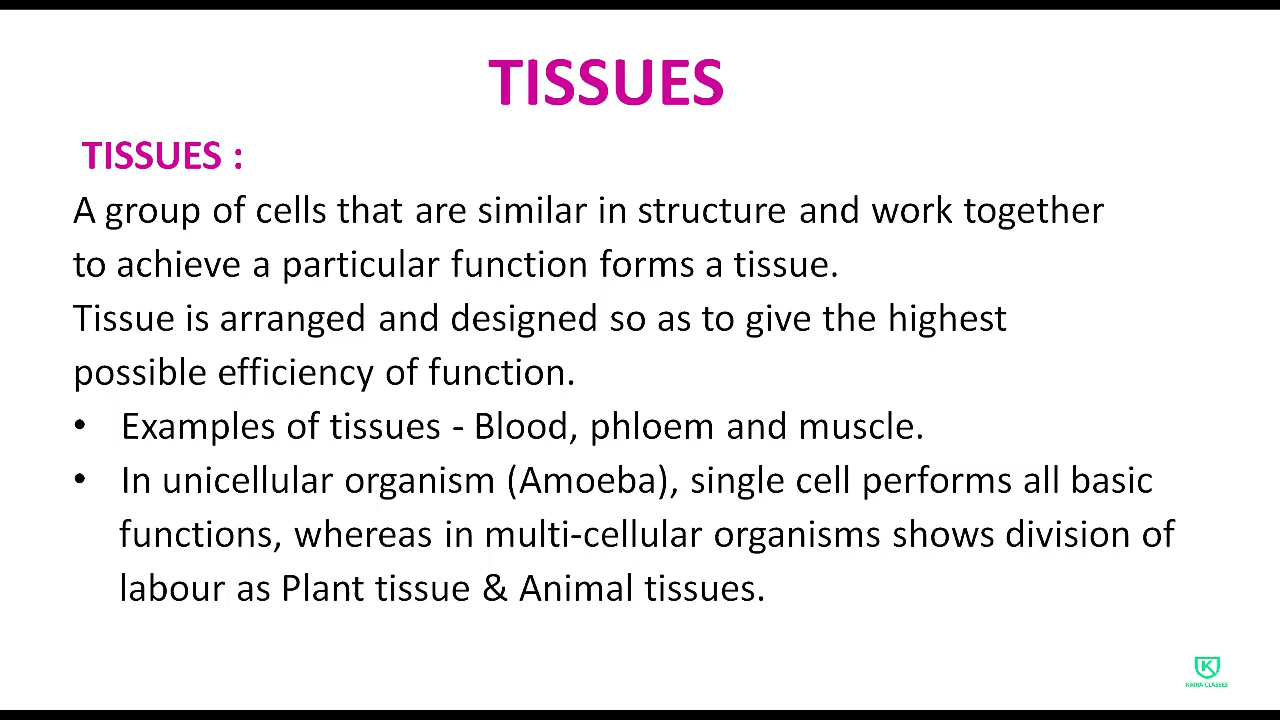 TISSUES
TISSUES :
A group of cells that are similar in structure and work together
to achieve a particular function forms a tissue.
Tissue is arranged and designed so as to give the highest
possible efficiency of function.
• Examples of tissues - Blood, phloem and muscle.
• In unicellular organism (Amoeba), single cell performs all basic
functions, whereas in multi-cellular organisms shows division of
labour as Plant tissue & Animal tissues.
K
CLASSES